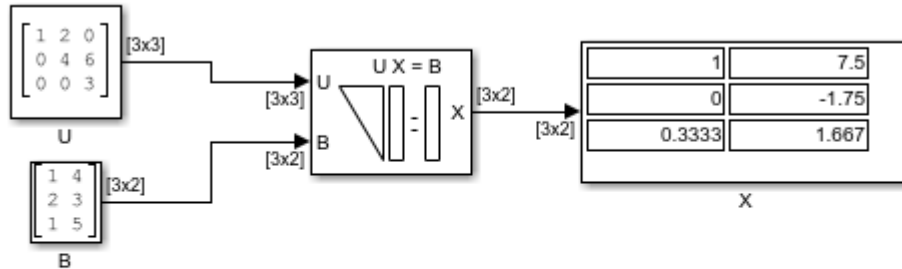 1 2 0
0 4 6
0 0 3
[3x3]
U
1 4
2 3
1 5
[3x2]
B
[3x3]
[3x2]
U X = B
U
B
X
[3x2]
[3x2]
1 7.5
0 -1.75
0.3333 1.667
X